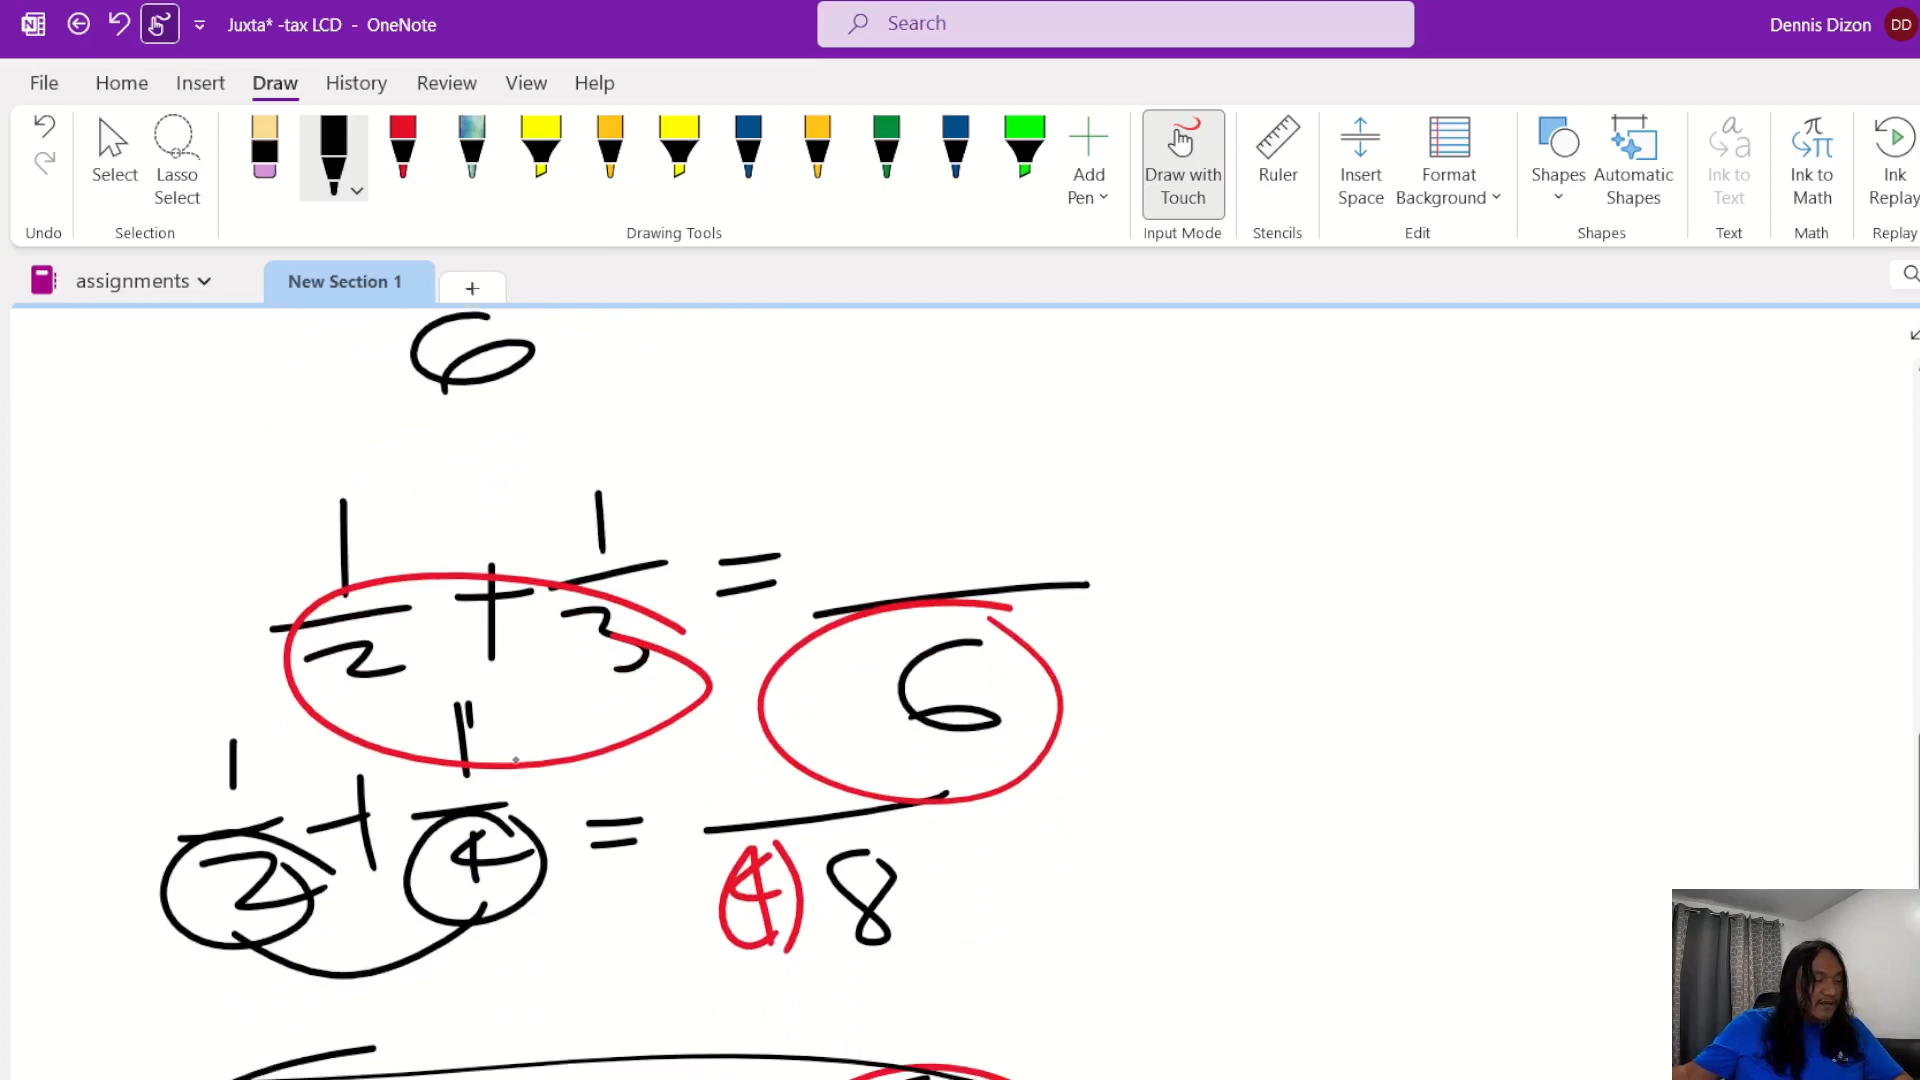 Juxta* -tax LCD - OneNote
Search
Dennis Dizon
DD
File Home Insert Draw History Review View Help
Select
Lasso Select
Add Pen
Draw with Touch
Ruler
Insert Space
Format Background
Shapes
Automatic Shapes
Ink to Text
Ink to Math
Ink Replay
Undo Selection Drawing Tools Input Mode Stencils Edit Shapes Text Math Replay
assignments New Section 1 +
6
1/2 + 1/3 = /6
1/2 + 1/4 = /(4) 8